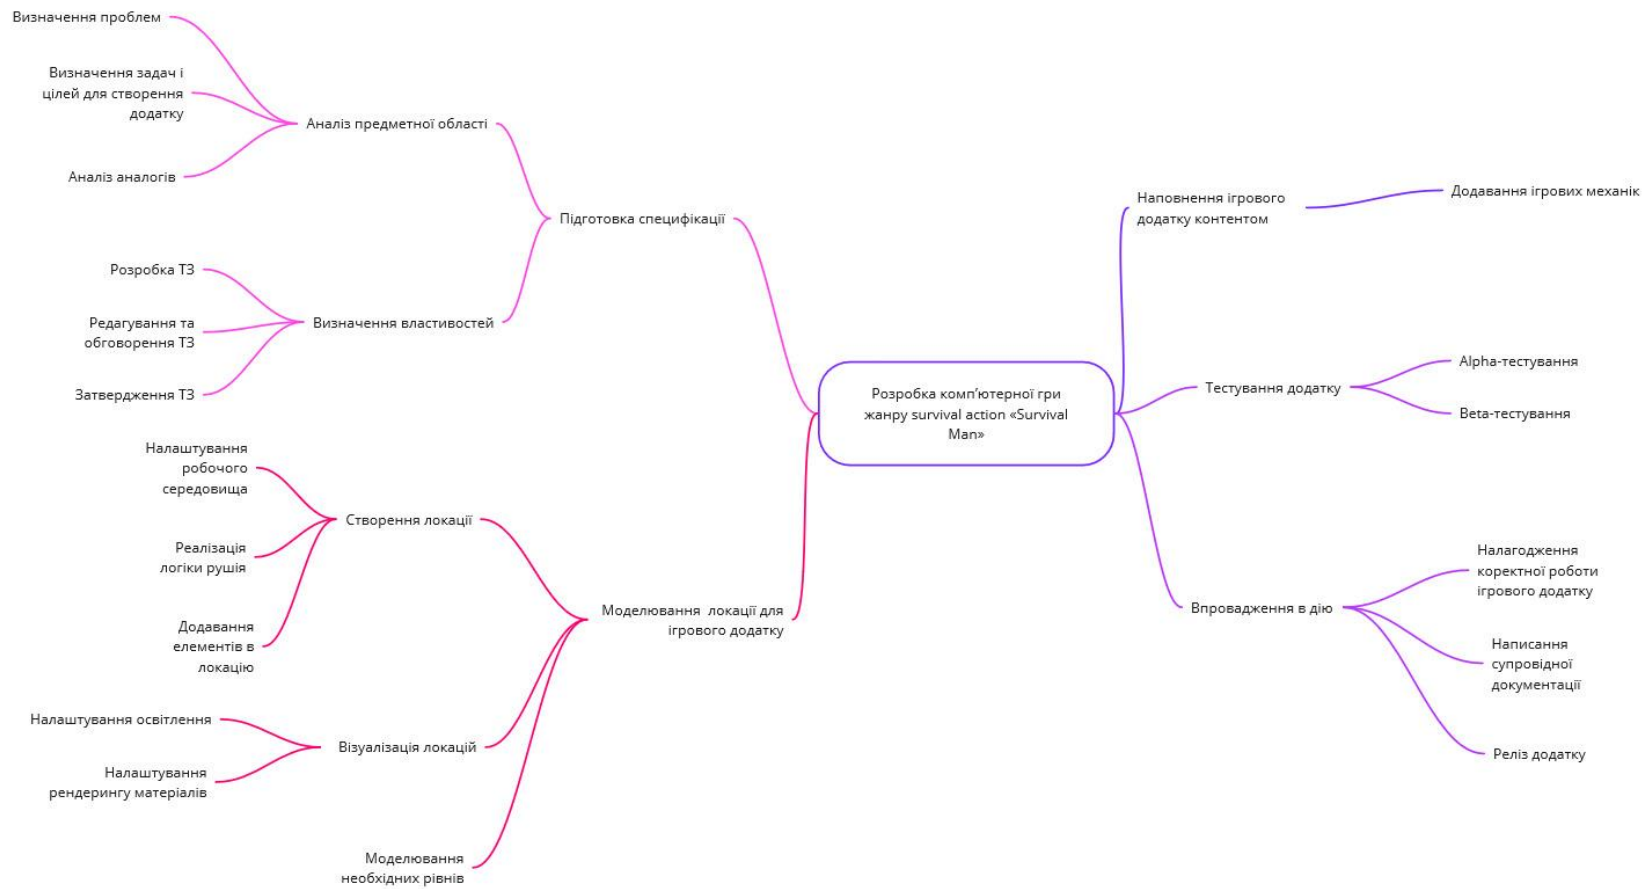 Визначення проблем
Визначення задач і
цілей для створення
додатку
Аналіз аналогів
Аналіз предметної області
Розробка ТЗ
Редагування та
обговорення ТЗ
Затвердження ТЗ
Визначення властивостей
Підготовка специфікації
Налаштування
робочого
середовища
Реалізація
логіки рушія
Додавання
елементів в
локацію
Створення локації
Налаштування освітлення
Налаштування
рендерингу матеріалів
Візуалізація локацій
Моделювання
необхідних рівнів
Моделювання локації для
ігрового додатку
Розробка комп’ютерної гри
жанру survival action «Survival
Man»
Наповнення ігрового
додатку контентом
Додавання ігрових механік
Тестування додатку
Alpha-тестування
Beta-тестування
Впровадження в дію
Налагодження
коректної роботи
ігрового додатку
Написання
супровідної
документації
Реліз додатку